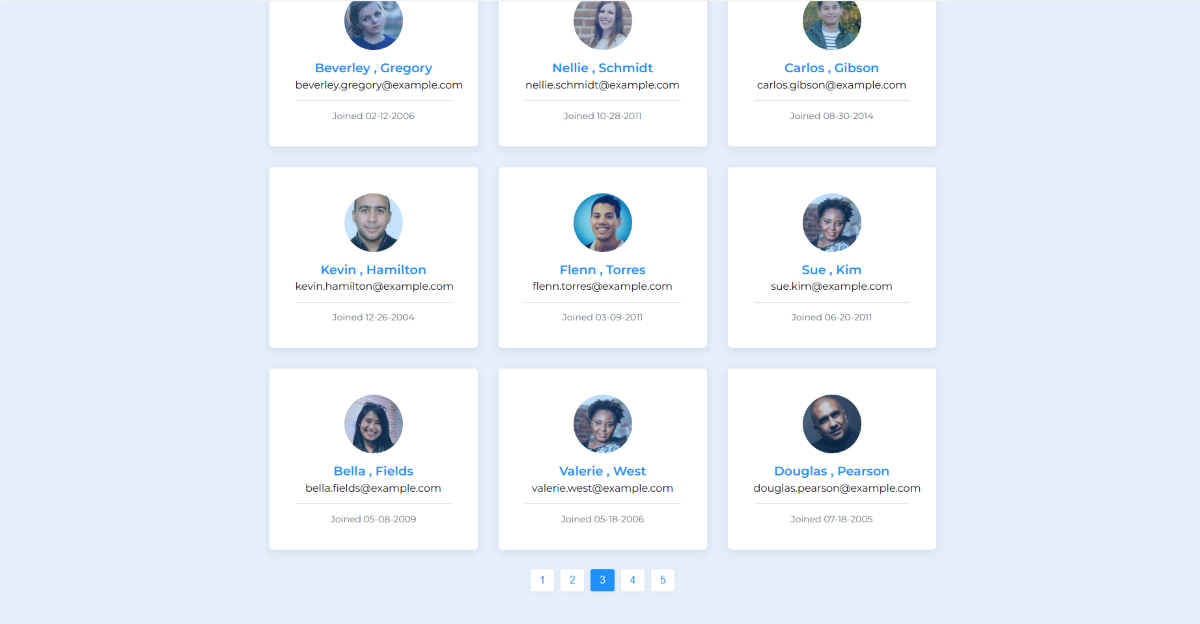 Beverley , Gregory
beverley.gregory@example.com
Joined 02-12-2006
Nellie , Schmidt
nellie.schmidt@example.com
Joined 10-28-2011
Carlos , Gibson
carlos.gibson@example.com
Joined 08-30-2014
Kevin , Hamilton
kevin.hamilton@example.com
Joined 12-26-2004
Flenn , Torres
flenn.torres@example.com
Joined 03-09-2011
Sue , Kim
sue.kim@example.com
Joined 06-20-2011
Bella , Fields
bella.fields@example.com
Joined 05-08-2009
Valerie , West
valerie.west@example.com
Joined 05-18-2006
Douglas , Pearson
douglas.pearson@example.com
Joined 07-18-2005
1 2 3 4 5